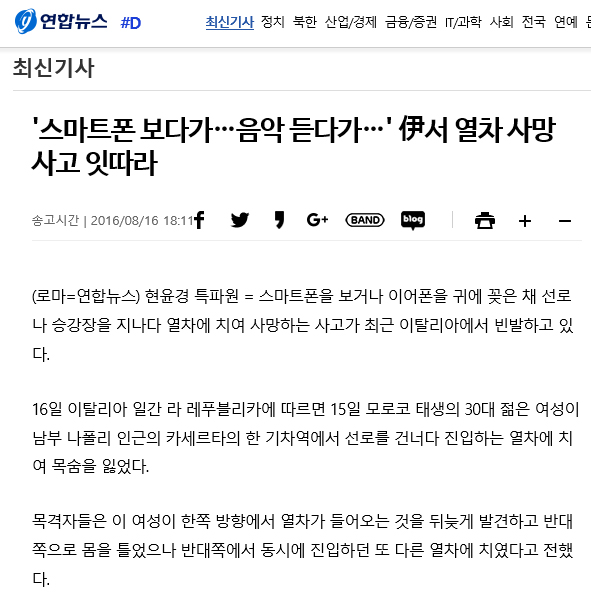 연합뉴스 #D
최신기사 정치 북한 산업/경제 금융/증권 IT/과학 사회 전국 연예
최신기사
'스마트폰 보다가…음악 듣다가…' 伊서 열차 사망
사고 잇따라
송고시간 | 2016/08/16 18:11
G+ BAND blog
(로마=연합뉴스) 현윤경 특파원 = 스마트폰을 보거나 이어폰을 귀에 꽂은 채 선로
나 승강장을 지나다 열차에 치여 사망하는 사고가 최근 이탈리아에서 빈발하고 있
다.
16일 이탈리아 일간 라 레푸블리카에 따르면 15일 모로코 태생의 30대 젊은 여성이
남부 나폴리 인근의 카세르타의 한 기차역에서 선로를 건너다 진입하는 열차에 치
여 목숨을 잃었다.
목격자들은 이 여성이 한쪽 방향에서 열차가 들어오는 것을 뒤늦게 발견하고 반대
쪽으로 몸을 틀었으나 반대쪽에서 동시에 진입하던 또 다른 열차에 치였다고 전했
다.